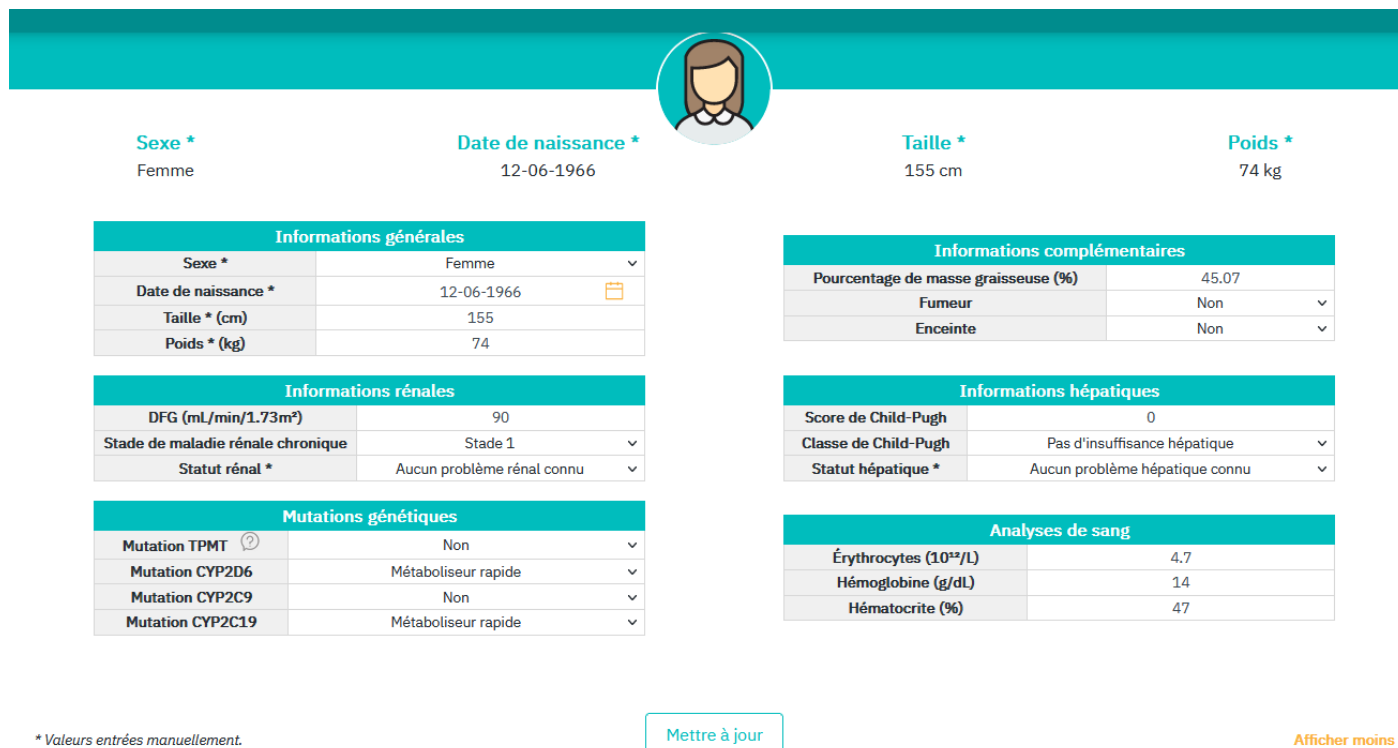 Sexe *
Femme
Date de naissance *
12-06-1966
Taille *
155 cm
Poids *
74 kg
Informations générales
Sexe * Femme
Date de naissance * 12-06-1966
Taille * (cm) 155
Poids * (kg) 74
Informations complémentaires
Pourcentage de masse graisseuse (%) 45.07
Fumeur Non
Enceinte Non
Informations rénales
DFG (mL/min/1.73m²) 90
Stade de maladie rénale chronique Stade 1
Statut rénal * Aucun problème rénal connu
Informations hépatiques
Score de Child-Pugh 0
Classe de Child-Pugh Pas d'insuffisance hépatique
Statut hépatique * Aucun problème hépatique connu
Mutations génétiques
Mutation TPMT ? Non
Mutation CYP2D6 Métaboliseur rapide
Mutation CYP2C9 Non
Mutation CYP2C19 Métaboliseur rapide
Analyses de sang
Érythrocytes (10¹²/L) 4.7
Hémoglobine (g/dL) 14
Hématocrite (%) 47
* Valeurs entrées manuellement.
Mettre à jour
Afficher moins